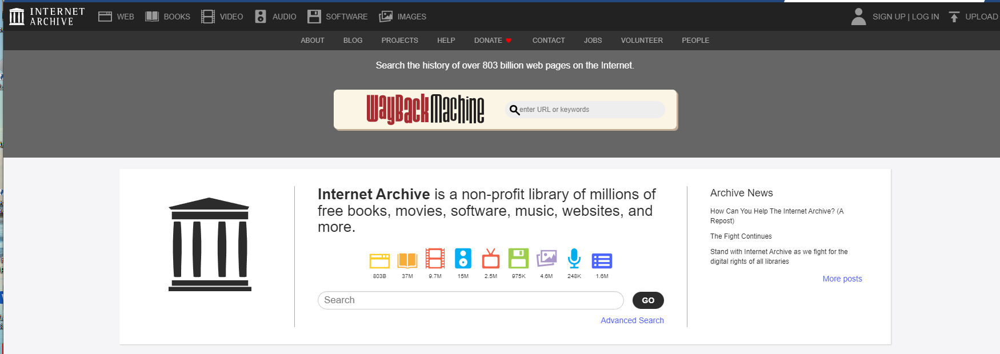 INTERNET ARCHIVE
WEB BOOKS VIDEO AUDIO SOFTWARE IMAGES SIGN UP | LOG IN UPLOAD
ABOUT BLOG PROJECTS HELP DONATE CONTACT JOBS VOLUNTEER PEOPLE
Search the history of over 803 billion web pages on the Internet.
WayBackMachine
enter URL or keywords
Internet Archive is a non-profit library of millions of
free books, movies, software, music, websites, and
more.
803B 37M 9.7M 15M 2.5M 975K 4.6M 248K 1.6M
Search
GO
Advanced Search
Archive News
How Can You Help The Internet Archive? (A
Repost)
The Fight Continues
Stand with Internet Archive as we fight for the
digital rights of all libraries
More posts